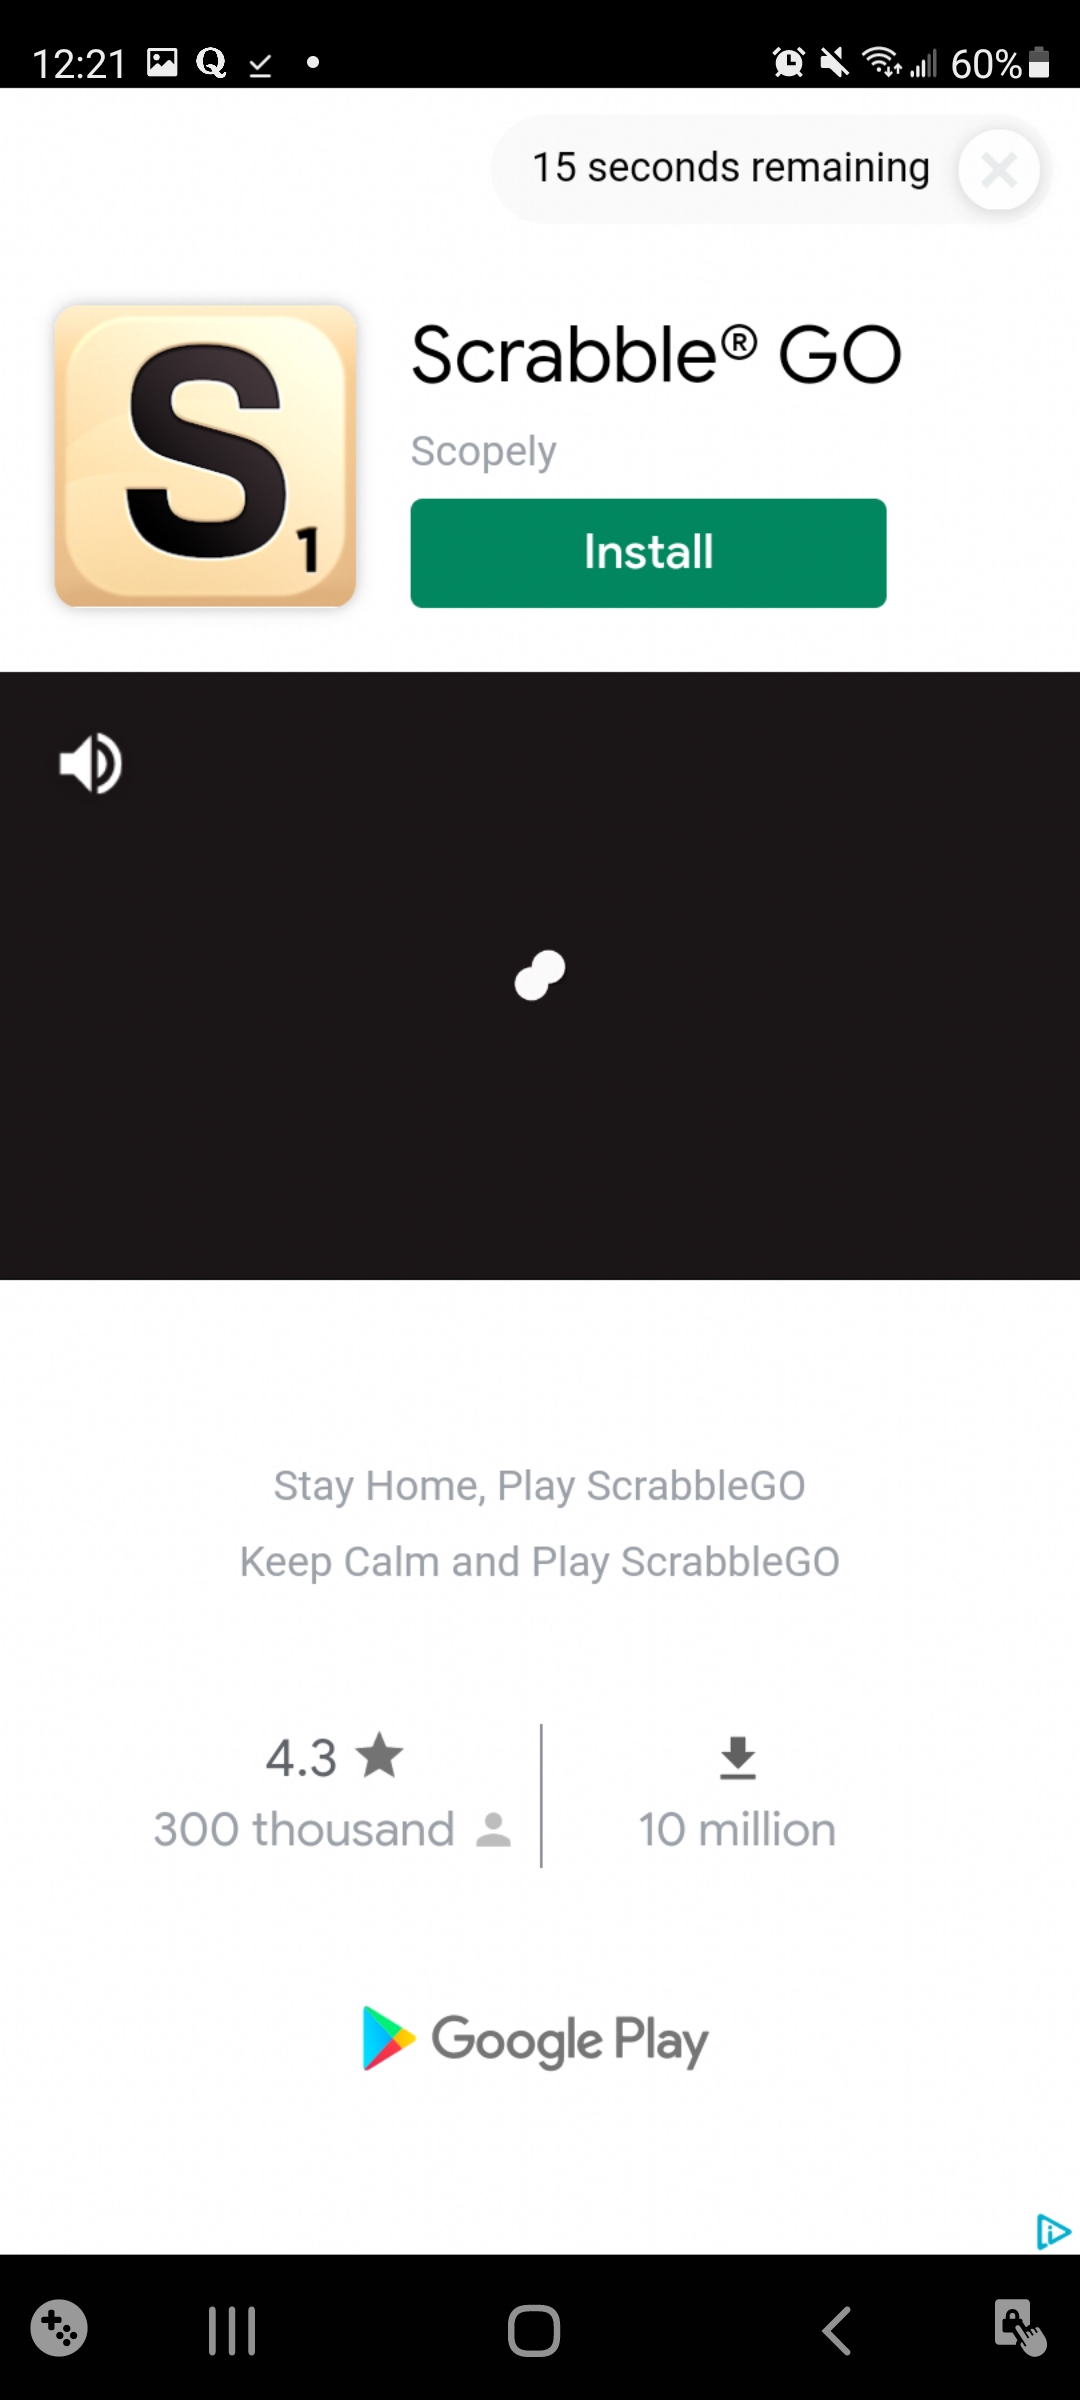 12:21
60%
15 seconds remaining
S1
Scrabble® GO
Scopely
Install
Stay Home, Play ScrabbleGO
Keep Calm and Play ScrabbleGO
4.3
300 thousand
10 million
Google Play